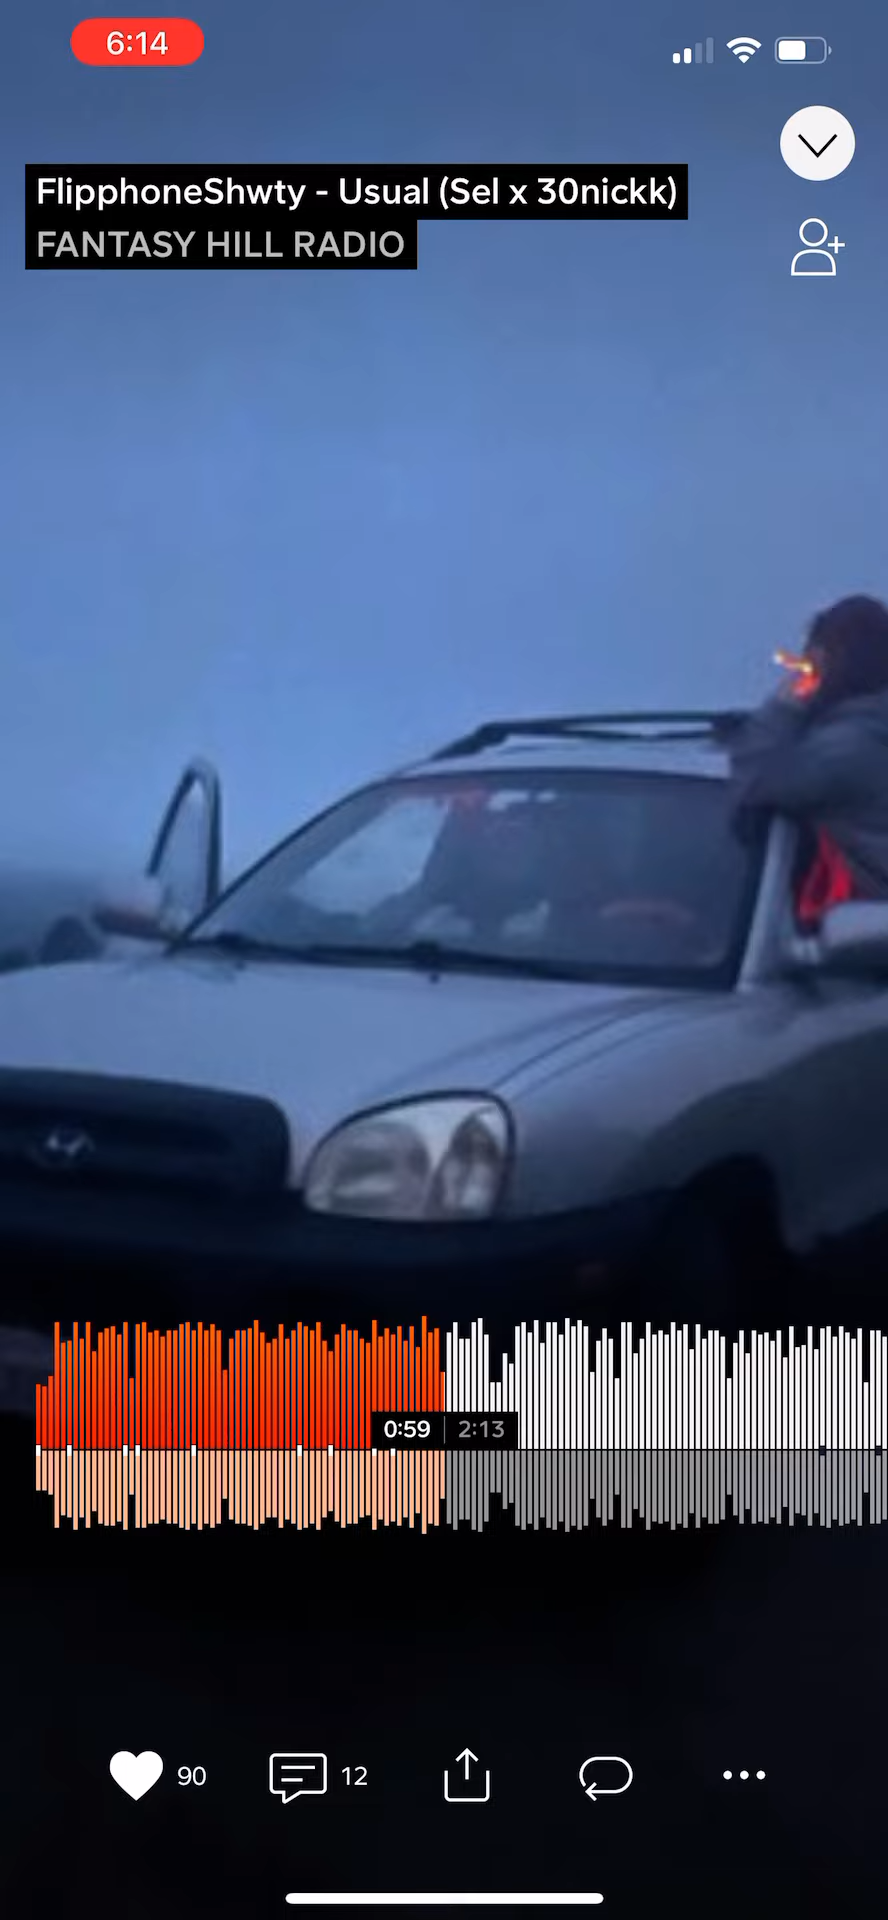 6:14
FlipphoneShwty - Usual (Sel x 30nickk)
FANTASY HILL RADIO
0:59 | 2:13
90
12